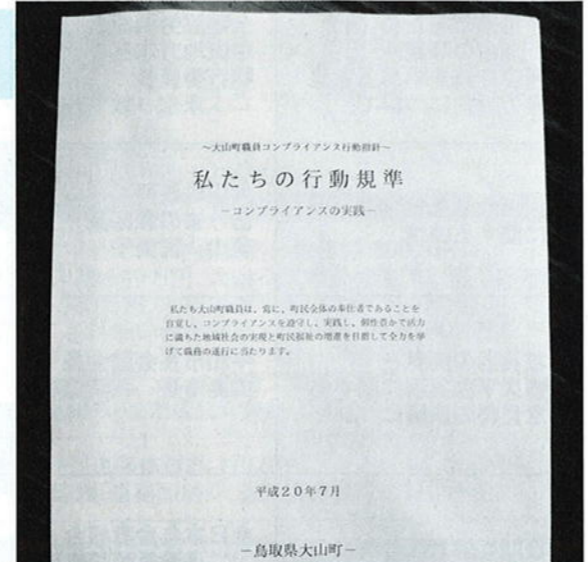 ～大山町職員コンプライアンス行動指針～
私たちの行動規準
－コンプライアンスの実践－
私たち大山町職員は、常に、町民全体の奉仕者であることを
自覚し、コンプライアンスを遵守し、実践し、個性豊かで活力
に満ちた地域社会の実現と町民福祉の増進を目指して全力を挙
げて職務の遂行に当たります。
平成２０年７月
－鳥取県大山町－